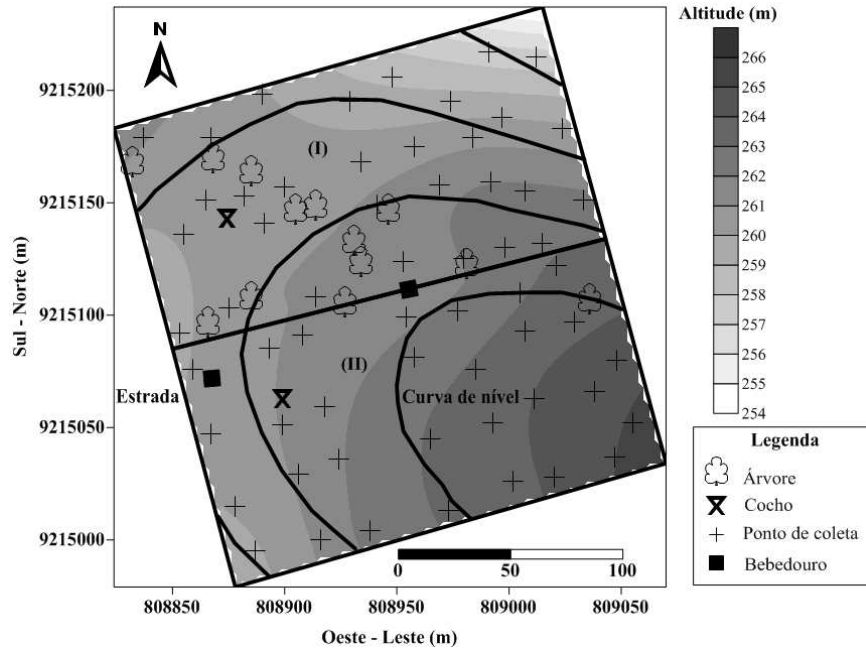 N
Altitude (m)
266
265
264
263
262
261
260
259
258
257
256
255
254
9215200
9215150
9215100
9215050
9215000
Sul - Norte (m)
(I)
(II)
Estrada
Curva de nível
0 50 100
808850 808900 808950 809000 809050
Oeste - Leste (m)
Legenda
Árvore
Cocho
Ponto de coleta
Bebedouro